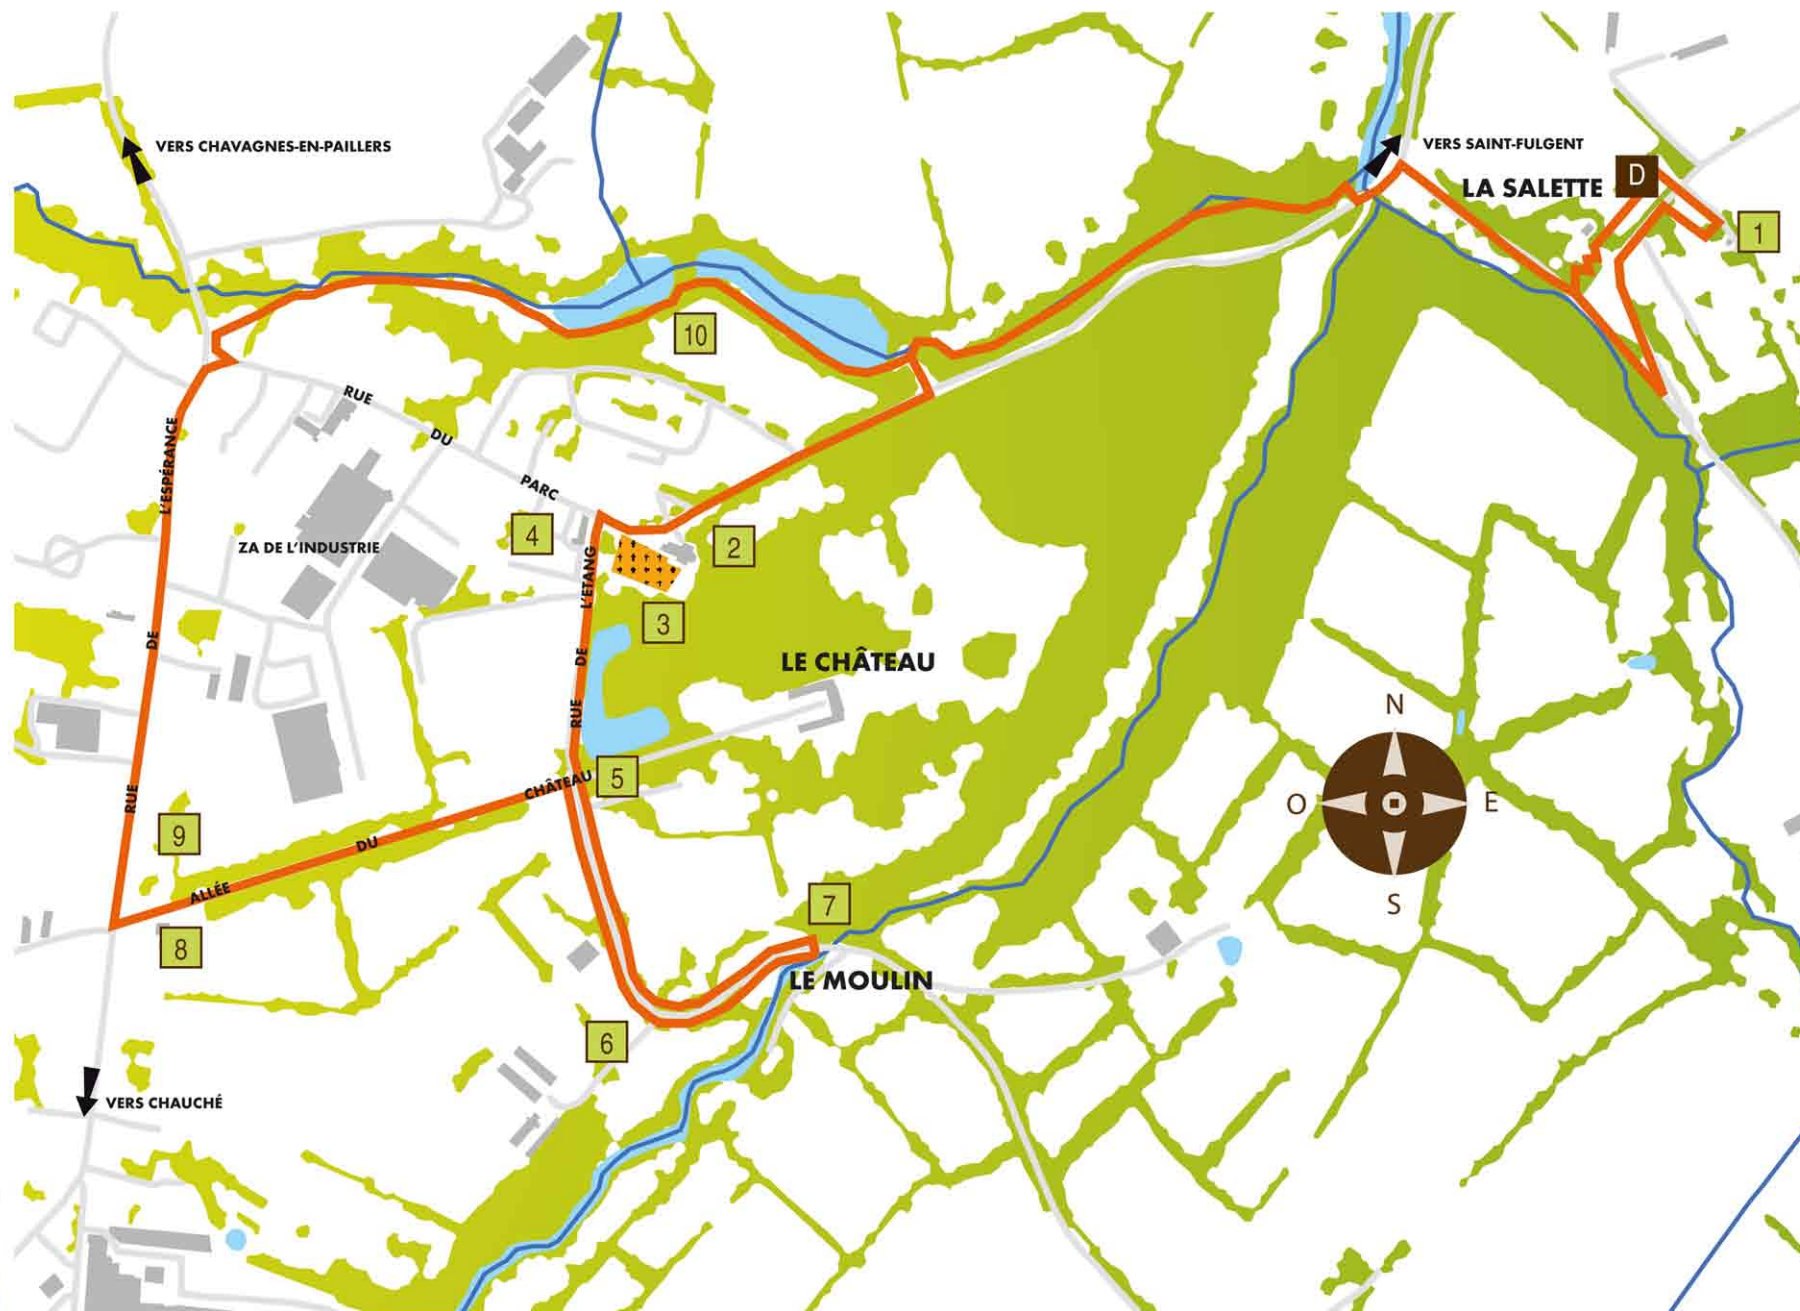 VERS CHAVAGNES-EN-PAILLERS
VERS SAINT-FULGENT
LA SALETTE
D
1
10
RUE DU PARC
RUE DE L'ESPÉRANCE
ZA DE L'INDUSTRIE
4
2
3
RUE DE L'ETANG
LE CHÂTEAU
5
ALLÉE DU CHÂTEAU
N
O
E
S
9
8
7
LE MOULIN
6
VERS CHAUCHÉ